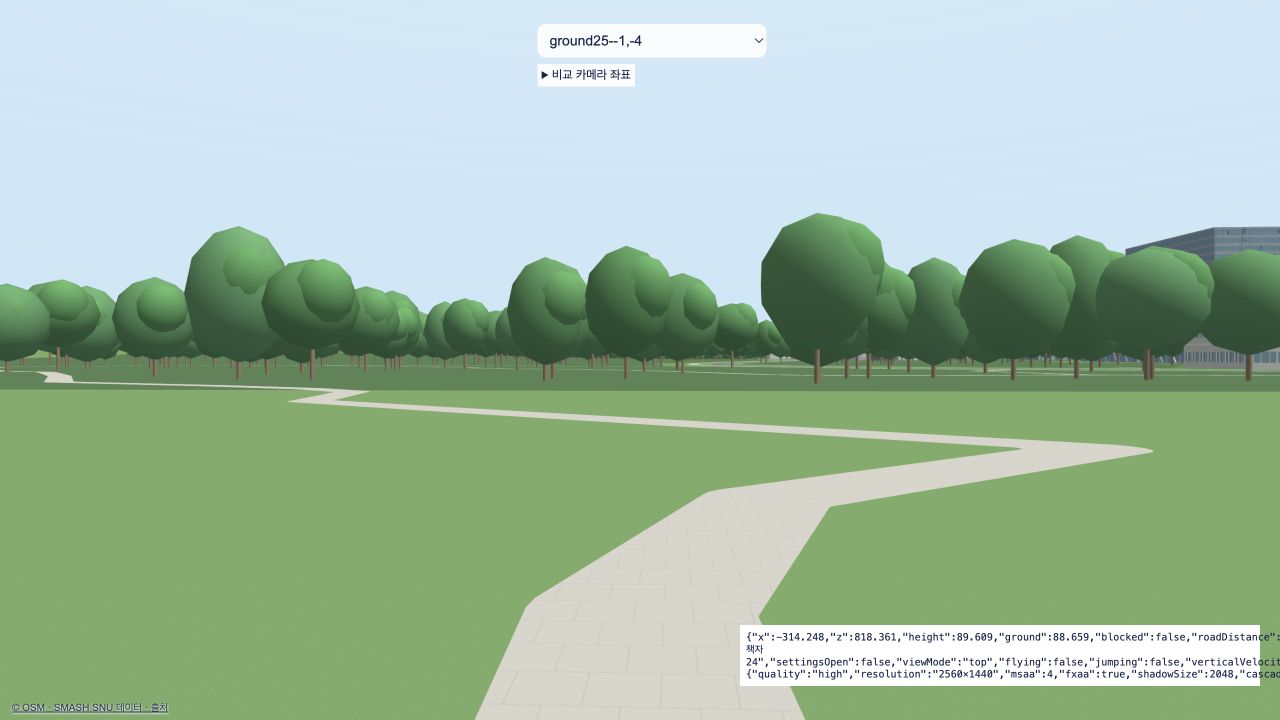 ground25--1,-4
▶ 비교 카메라 좌표
{"x":-314.248,"z":818.361,"height":89.609,"ground":88.659,"blocked":false,"roadDistance":
책자
24","settingsOpen":false,"viewMode":"top","flying":false,"jumping":false,"verticalVelocit
{"quality":"high","resolution":"2560×1440","msaa":4,"fxaa":true,"shadowSize":2048,"cascad
© OSM · SMASH SNU 데이터 · 출처